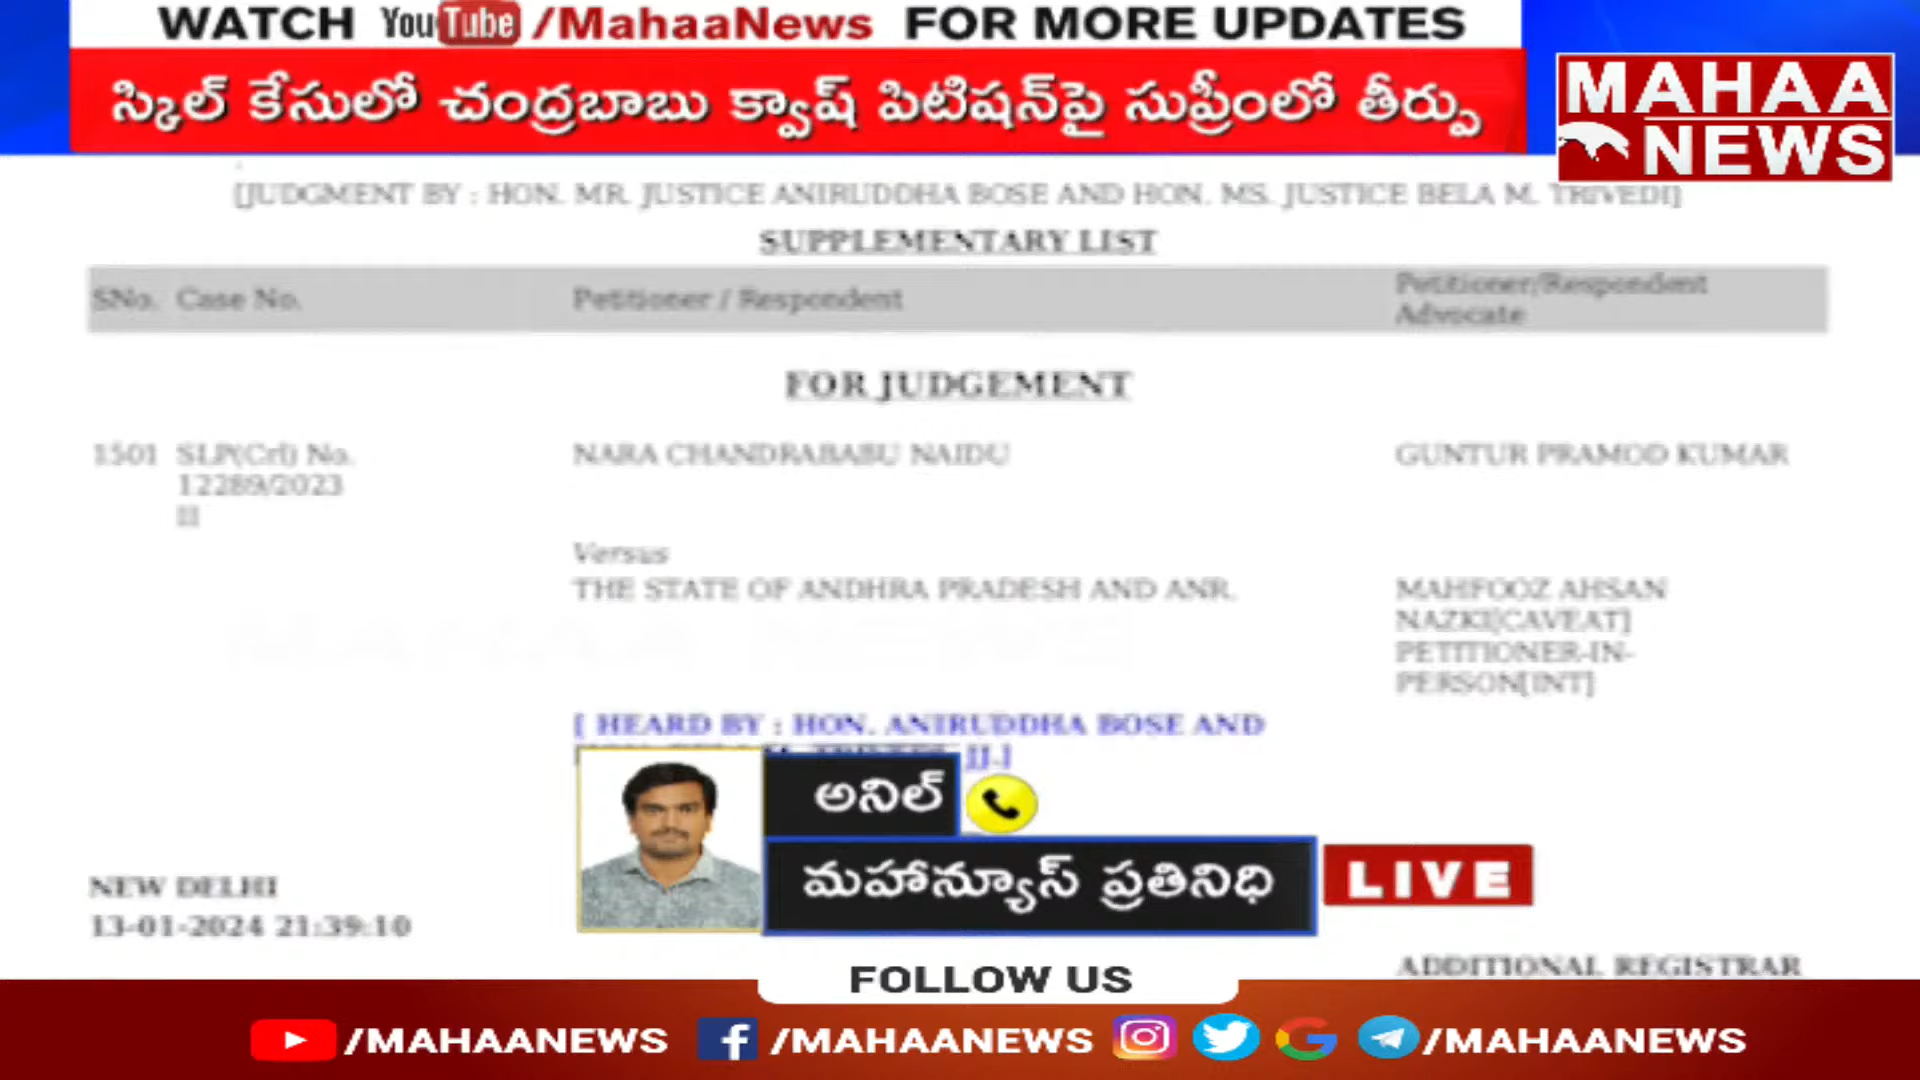 WATCH YouTube /MahaaNews FOR MORE UPDATES
స్కిల్ కేసులో చంద్రబాబు క్వాష్ పిటిషన్‌పై సుప్రీంలో తీర్పు
MAHAA
NEWS
[JUDGMENT BY : HON. MR. JUSTICE ANIRUDDHA BOSE AND HON. MS. JUSTICE BELA M. TRIVEDI]
SUPPLEMENTARY LIST
SNo. Case No. Petitioner / Respondent Petitioner/Respondent
Advocate
FOR JUDGEMENT
1501 SLP(Crl) No. NARA CHANDRABABU NAIDU GUNTUR PRAMOD KUMAR
12289/2023
II
Versus
THE STATE OF ANDHRA PRADESH AND ANR. MAHFOOZ AHSAN
NAZKI[CAVEAT]
PETITIONER-IN-
PERSON[INT]
[ HEARD BY : HON. ANIRUDDHA BOSE AND
JJ.]
అనిల్
మహాన్యూస్ ప్రతినిధి
LIVE
NEW DELHI
13-01-2024 21:39:10
ADDITIONAL REGISTRAR
FOLLOW US
/MAHAANEWS /MAHAANEWS /MAHAANEWS